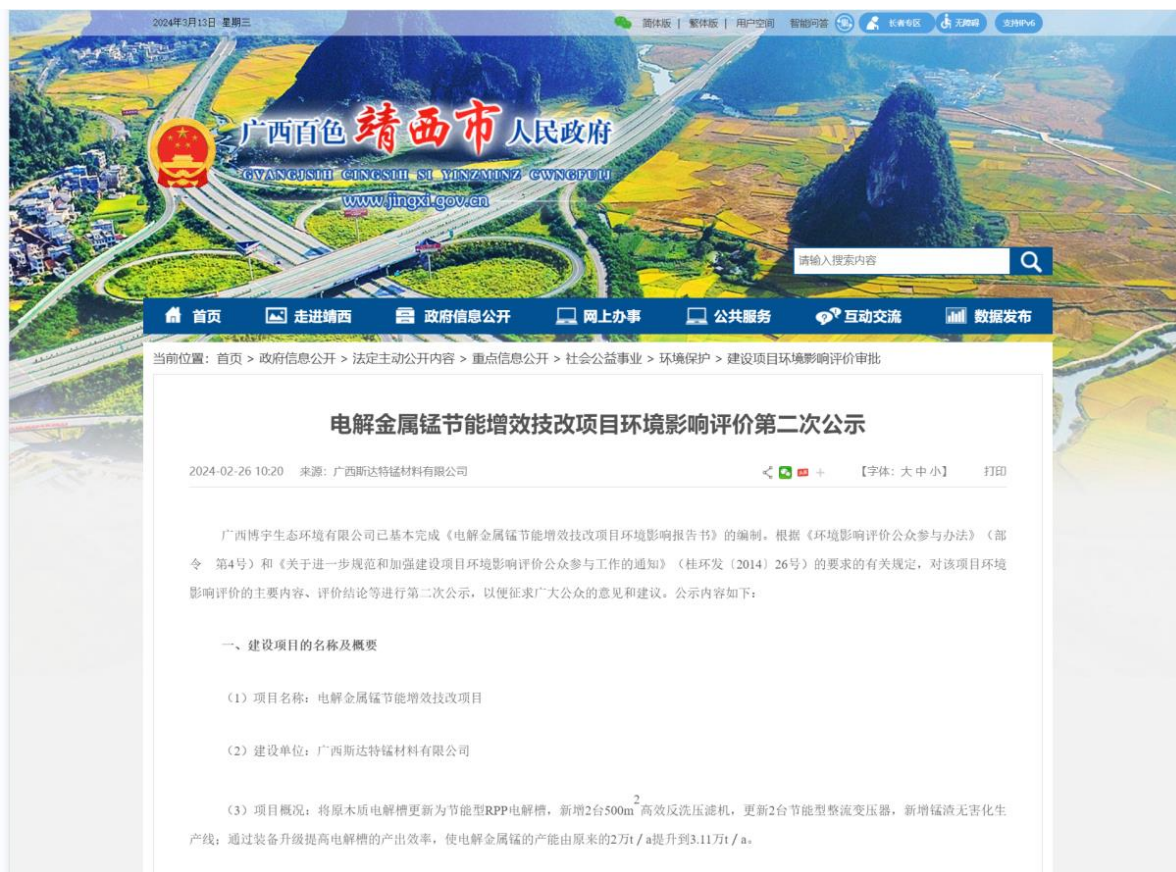 2024年3月13日 星期三
简体版 | 繁体版 | 用户空间 智能问答 长者专区 无障碍 支持IPv6
广西百色靖西市人民政府
GVANGJSIH CINGSIH SI YINZMINZ CWNGFUJ
www.jingxi.gov.cn
请输入搜索内容
首页 走进靖西 政府信息公开 网上办事 公共服务 互动交流 数据发布
当前位置：首页 > 政府信息公开 > 法定主动公开内容 > 重点信息公开 > 社会公益事业 > 环境保护 > 建设项目环境影响评价审批
电解金属锰节能增效技改项目环境影响评价第二次公示
2024-02-26 10:20 来源：广西斯达特锰材料有限公司 【字体：大 中 小】 打印
广西博宇生态环境有限公司已基本完成《电解金属锰节能增效技改项目环境影响报告书》的编制。根据《环境影响评价公众参与办法》（部
令 第4号）和《关于进一步规范和加强建设项目环境影响评价公众参与工作的通知》（桂环发〔2014〕26号）的要求的有关规定，对该项目环境
影响评价的主要内容、评价结论等进行第二次公示，以便征求广大公众的意见和建议。公示内容如下：
一、建设项目的名称及概要
（1）项目名称：电解金属锰节能增效技改项目
（2）建设单位：广西斯达特锰材料有限公司
（3）项目概况：将原木质电解槽更新为节能型RPP电解槽，新增2台500m²高效反洗压滤机，更新2台节能型整流变压器，新增锰渣无害化生
产线；通过装备升级提高电解槽的产出效率，使电解金属锰的产能由原来的2万t / a提升到3.11万t / a。